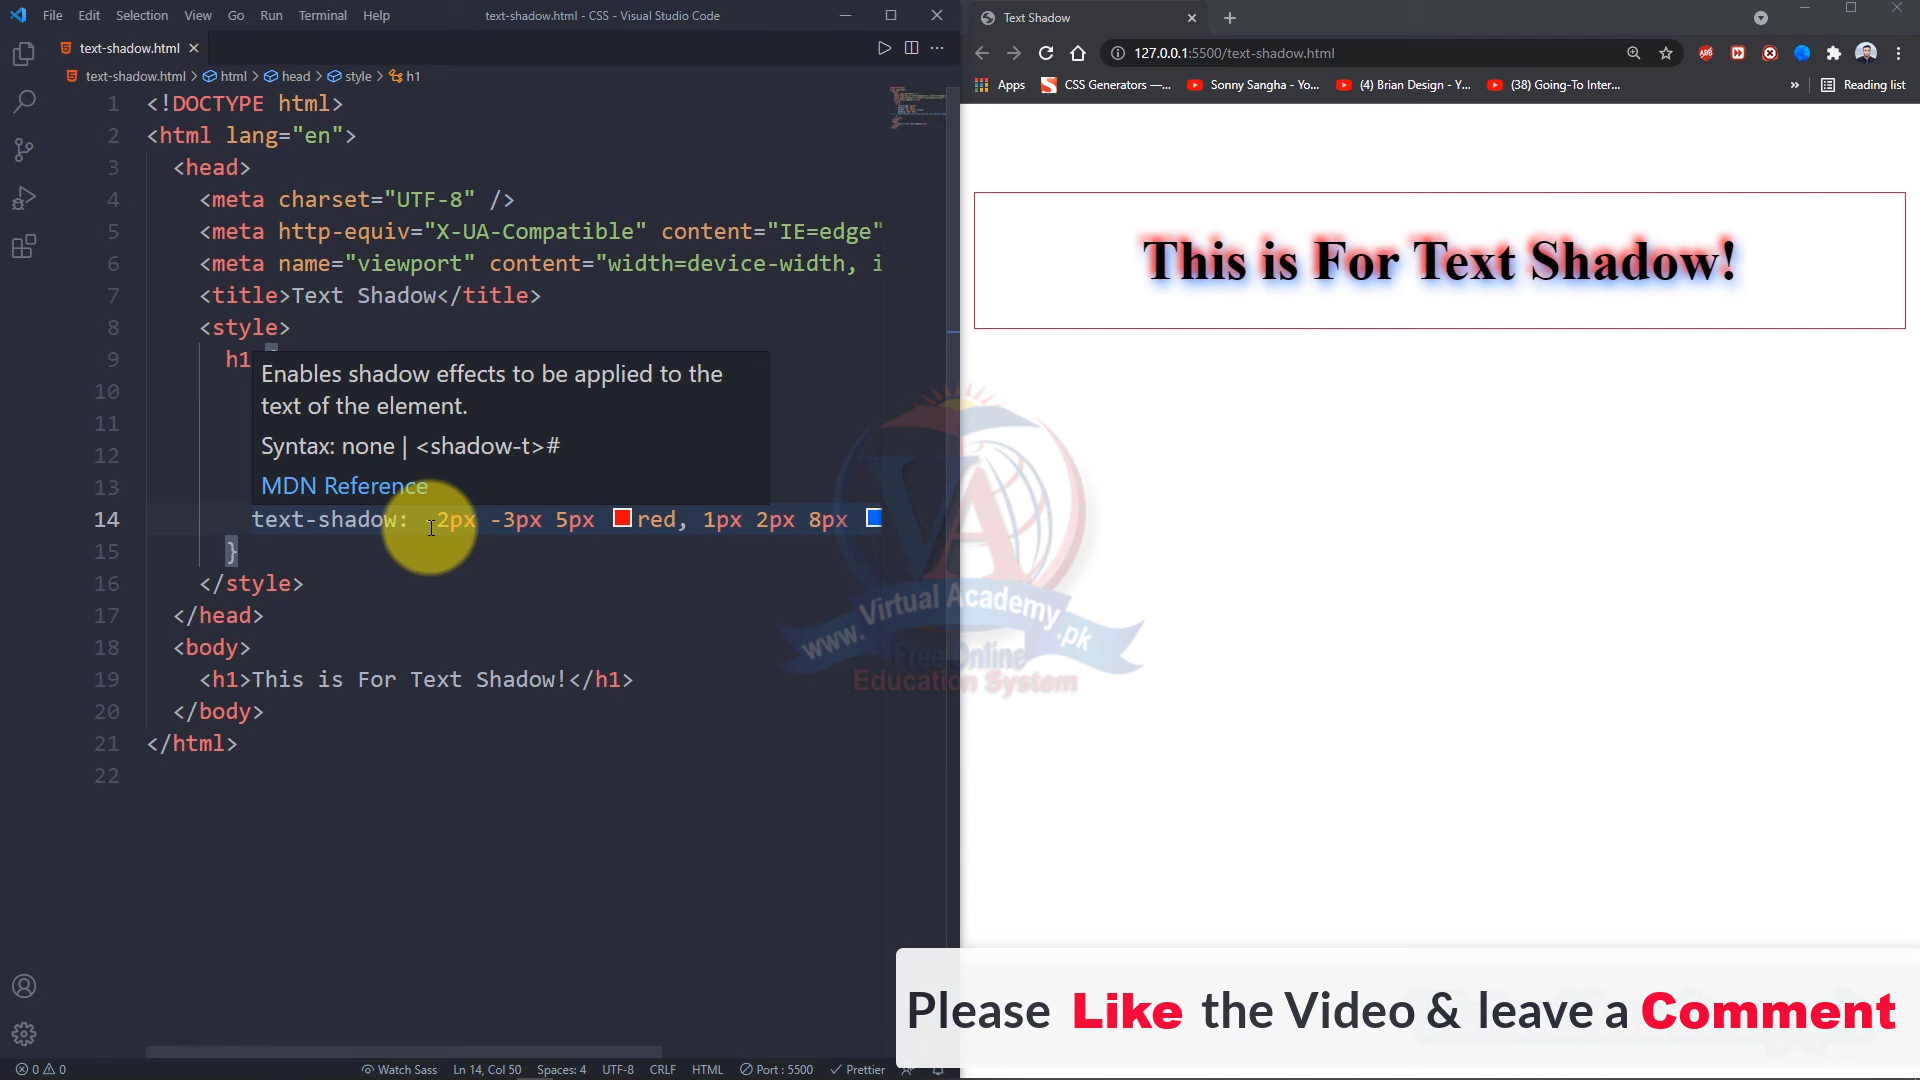 File Edit Selection View Go Run Terminal Help
text-shadow.html - CSS - Visual Studio Code
text-shadow.html
text-shadow.html > html > head > style > h1
1 <!DOCTYPE html>
2 <html lang="en">
3 <head>
4 <meta charset="UTF-8" />
5 <meta http-equiv="X-UA-Compatible" content="IE=edge"
6 <meta name="viewport" content="width=device-width, i
7 <title>Text Shadow</title>
8 <style>
9 h1 {
10
11
12
13
Enables shadow effects to be applied to the
text of the element.
Syntax: none | <shadow-t>#
MDN Reference
14 text-shadow: -2px -3px 5px red, 1px 2px 8px
15 }
16 </style>
17 </head>
18 <body>
19 <h1>This is For Text Shadow!</h1>
20 </body>
21 </html>
22
0 0
Watch Sass Ln 14, Col 50 Spaces: 4 UTF-8 CRLF HTML Port : 5500 Prettier
Text Shadow
127.0.0.1:5500/text-shadow.html
Apps CSS Generators —... Sonny Sangha - Yo... (4) Brian Design - Y... (38) Going-To Inter... » Reading list
This is For Text Shadow!
VA
www.Virtual Academy.pk
Free Online
Education System
Please Like the Video & leave a Comment